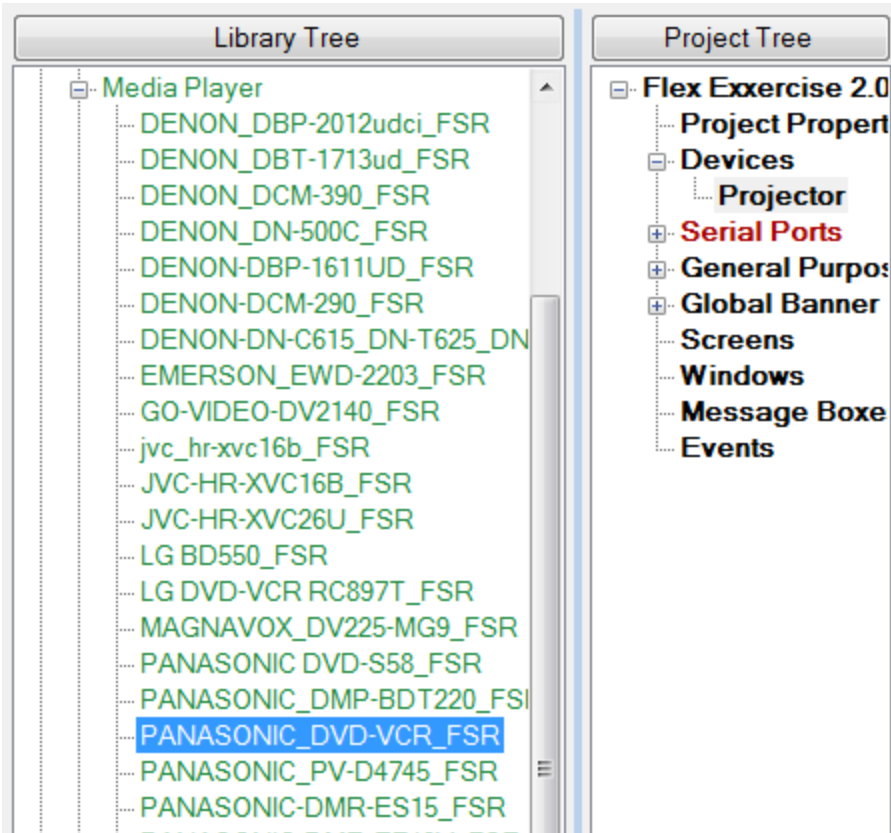 Library Tree
Media Player
DENON_DBP-2012udci_FSR
DENON_DBT-1713ud_FSR
DENON_DCM-390_FSR
DENON_DN-500C_FSR
DENON-DBP-1611UD_FSR
DENON-DCM-290_FSR
DENON-DN-C615_DN-T625_DN
EMERSON_EWD-2203_FSR
GO-VIDEO-DV2140_FSR
jvc_hr-xvc16b_FSR
JVC-HR-XVC16B_FSR
JVC-HR-XVC26U_FSR
LG BD550_FSR
LG DVD-VCR RC897T_FSR
MAGNAVOX_DV225-MG9_FSR
PANASONIC DVD-S58_FSR
PANASONIC_DMP-BDT220_FS
PANASONIC_DVD-VCR_FSR
PANASONIC_PV-D4745_FSR
PANASONIC-DMR-ES15_FSR
Project Tree
Flex Exxercise 2.0
Project Propert
Devices
Projector
Serial Ports
General Purpos
Global Banner
Screens
Windows
Message Boxe
Events